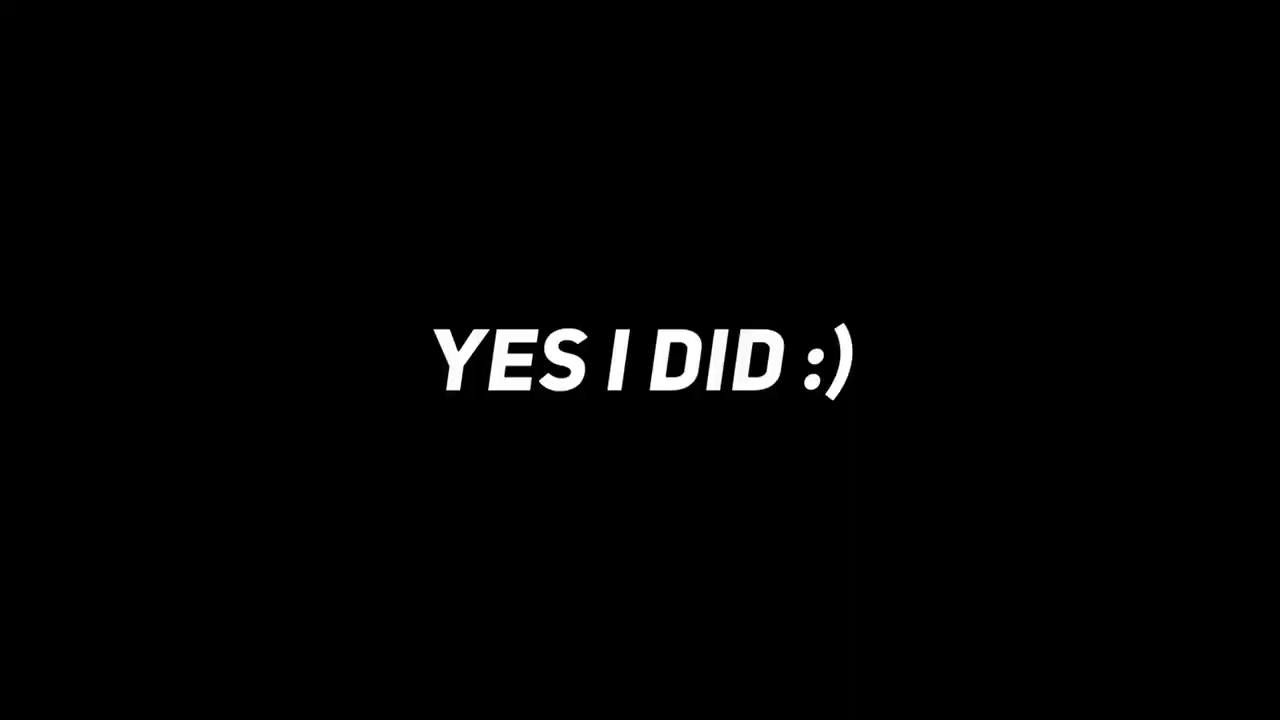 YES I DID :)